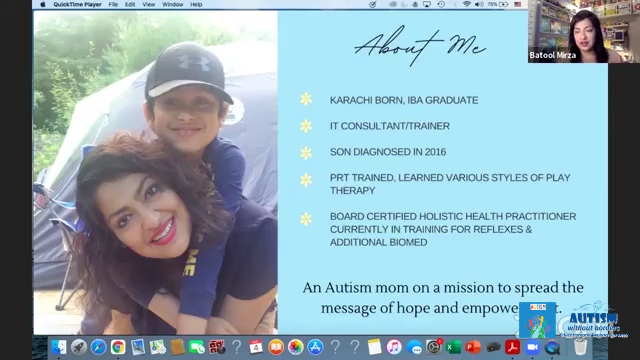 QuickTime Player File Edit View Window Help
75%
Batool Mirza
About Me
KARACHI BORN, IBA GRADUATE
IT CONSULTANT/TRAINER
SON DIAGNOSED IN 2016
PRT TRAINED, LEARNED VARIOUS STYLES OF PLAY
THERAPY
BOARD CERTIFIED HOLISTIC HEALTH PRACTITIONER
CURRENTLY IN TRAINING FOR REFLEXES &
ADDITIONAL BIOMED
An Autism mom on a mission to spread the
message of hope and
AUTISM
without borders